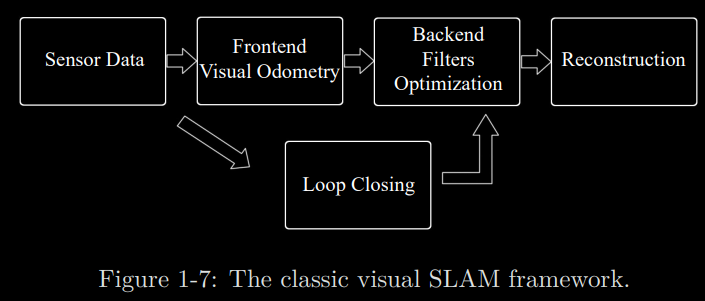 Sensor Data
Frontend
Visual Odometry
Backend
Filters
Optimization
Reconstruction
Loop Closing
Figure 1-7: The classic visual SLAM framework.